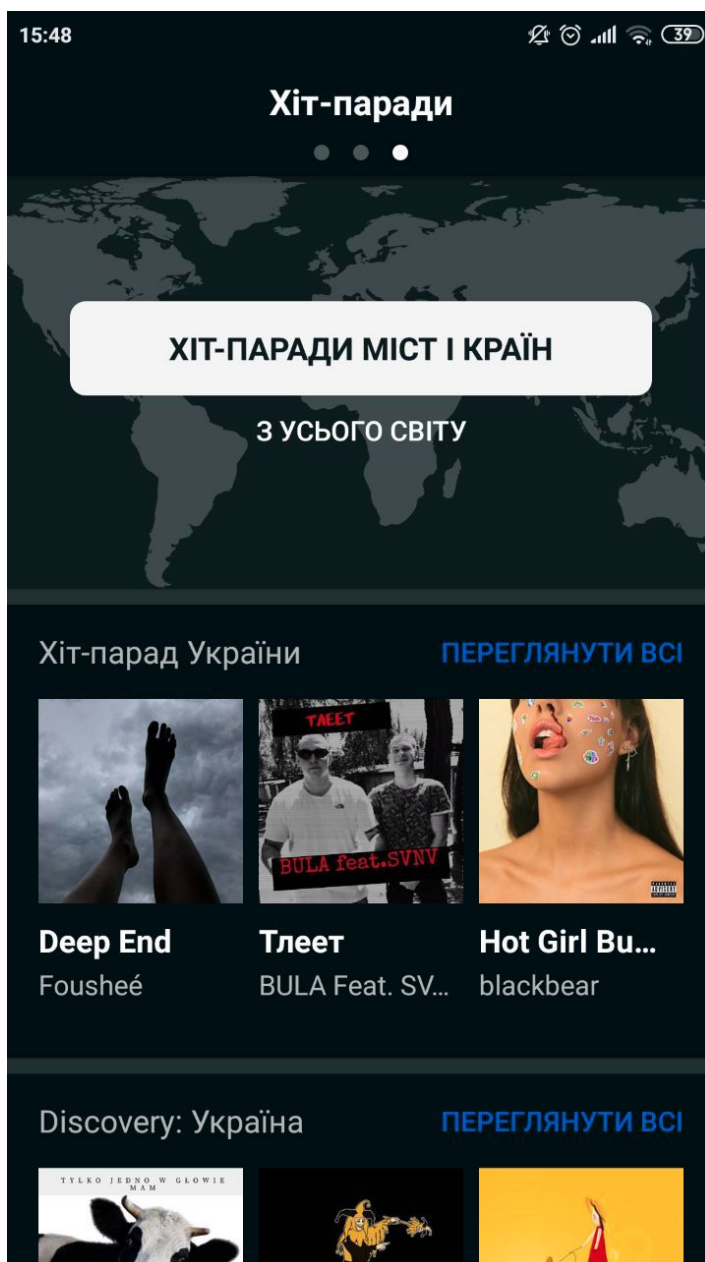 15:48
39
Хіт-паради
ХІТ-ПАРАДИ МІСТ І КРАЇН
З УСЬОГО СВІТУ
Хіт-парад України
ПЕРЕГЛЯНУТИ ВСІ
ТЛЕЕТ
BULA feat.SVNV
Deep End
Тлеет
Hot Girl Bu...
Fousheé
BULA Feat. SV...
blackbear
Discovery: Україна
ПЕРЕГЛЯНУТИ ВСІ
TYLKO JEDNO W GŁOWIE
MAM